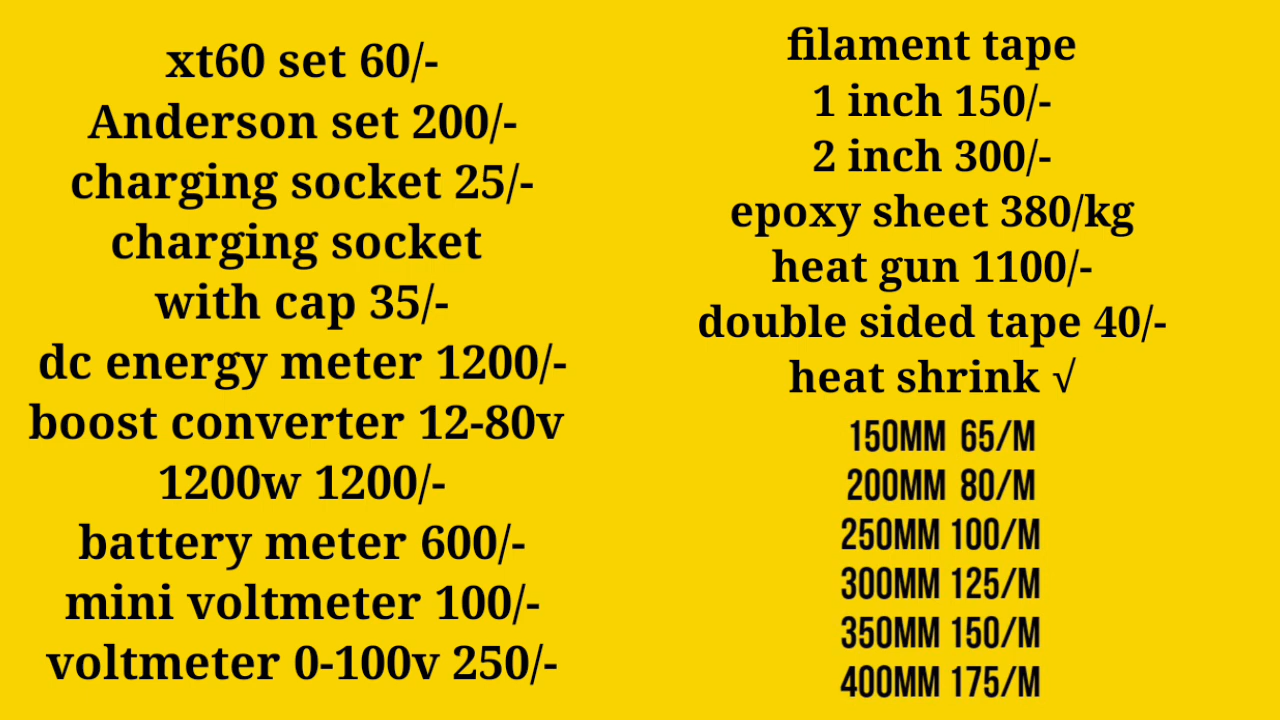 xt60 set 60/-
Anderson set 200/-
charging socket 25/-
charging socket
with cap 35/-
dc energy meter 1200/-
boost converter 12-80v
1200w 1200/-
battery meter 600/-
mini voltmeter 100/-
voltmeter 0-100v 250/-
filament tape
1 inch 150/-
2 inch 300/-
epoxy sheet 380/kg
heat gun 1100/-
double sided tape 40/-
heat shrink √
150MM 65/M
200MM 80/M
250MM 100/M
300MM 125/M
350MM 150/M
400MM 175/M